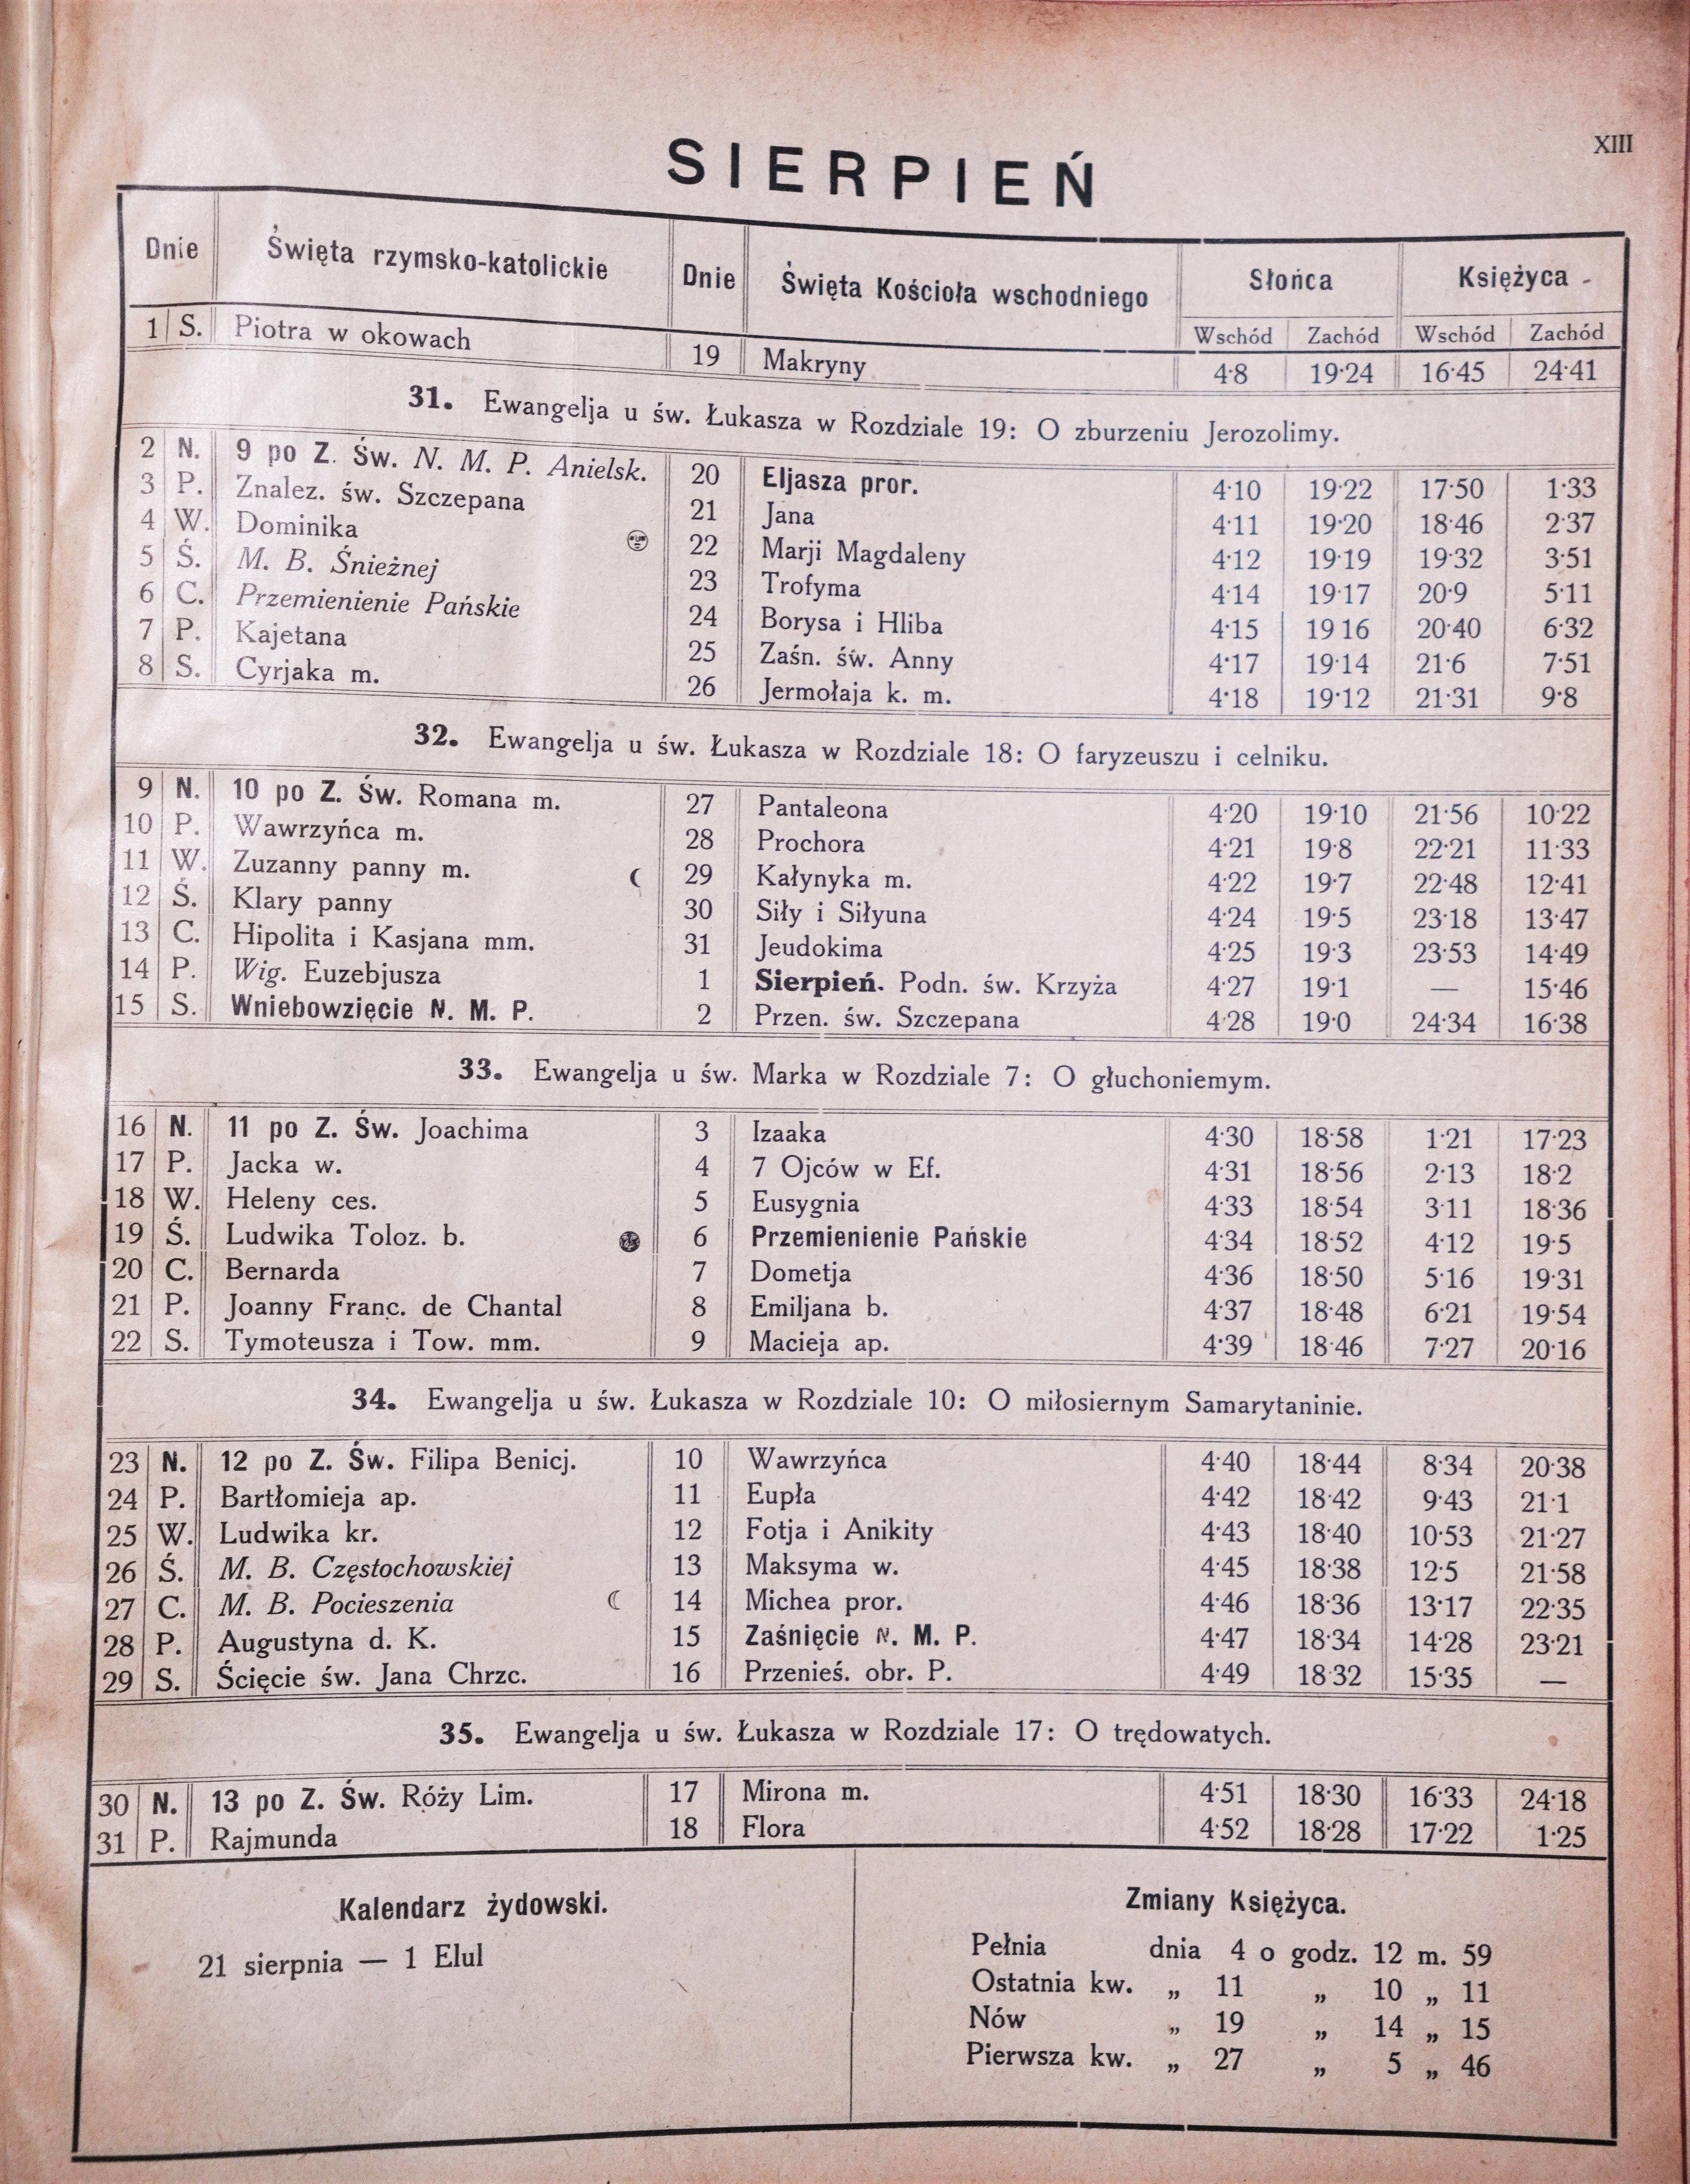 XIII
SIERPIEŃ
Dnie Święta rzymsko-katolickie Dnie Święta Kościoła wschodniego Słońca Księżyca
Wschód Zachód Wschód Zachód
1 S. Piotra w okowach 19 Makryny 4·8 19·24 16·45 24·41
31. Ewangelja u św. Łukasza w Rozdziale 19: O zburzeniu Jerozolimy.
2 N. 9 po Z. Św. N. M. P. Anielsk. 20 Eljasza pror. 4·10 19·22 17·50 1·33
3 P. Znalez. św. Szczepana 21 Jana 4·11 19·20 18·46 2·37
4 W. Dominika 22 Marji Magdaleny 4·12 19·19 19·32 3·51
5 Ś. M. B. Śnieżnej 23 Trofyma 4·14 19·17 20·9 5·11
6 C. Przemienienie Pańskie 24 Borysa i Hliba 4·15 19 16 20·40 6·32
7 P. Kajetana 25 Zaśn. św. Anny 4·17 19·14 21·6 7·51
8 S. Cyrjaka m. 26 Jermołaja k. m. 4·18 19·12 21·31 9·8
32. Ewangelja u św. Łukasza w Rozdziale 18: O faryzeuszu i celniku.
9 N. 10 po Z. Św. Romana m. 27 Pantaleona 4·20 19·10 21·56 10·22
10 P. Wawrzyńca m. 28 Prochora 4·21 19·8 22·21 11·33
11 W. Zuzanny panny m. 29 Kałynyka m. 4·22 19·7 22·48 12·41
12 Ś. Klary panny 30 Siły i Siłyuna 4·24 19·5 23·18 13·47
13 C. Hipolita i Kasjana mm. 31 Jeudokima 4·25 19·3 23·53 14·49
14 P. Wig. Euzebjusza 1 Sierpień. Podn. św. Krzyża 4·27 19·1 — 15·46
15 S. Wniebowzięcie N. M. P. 2 Przen. św. Szczepana 4·28 19·0 24·34 16·38
33. Ewangelja u św. Marka w Rozdziale 7: O głuchoniemym.
16 N. 11 po Z. Św. Joachima 3 Izaaka 4·30 18·58 1·21 17·23
17 P. Jacka w. 4 7 Ojców w Ef. 4·31 18·56 2·13 18·2
18 W. Heleny ces. 5 Eusygnia 4·33 18·54 3·11 18·36
19 Ś. Ludwika Toloz. b. 6 Przemienienie Pańskie 4·34 18·52 4·12 19·5
20 C. Bernarda 7 Dometja 4·36 18·50 5·16 19·31
21 P. Joanny Franc. de Chantal 8 Emiljana b. 4·37 18·48 6·21 19·54
22 S. Tymoteusza i Tow. mm. 9 Macieja ap. 4·39 18·46 7·27 20·16
34. Ewangelja u św. Łukasza w Rozdziale 10: O miłosiernym Samarytaninie.
23 N. 12 po Z. Św. Filipa Benicj. 10 Wawrzyńca 4·40 18·44 8·34 20·38
24 P. Bartłomieja ap. 11 Eupła 4·42 18·42 9·43 21·1
25 W. Ludwika kr. 12 Fotja i Anikity 4·43 18·40 10·53 21·27
26 Ś. M. B. Częstochowskiej 13 Maksyma w. 4·45 18·38 12·5 21·58
27 C. M. B. Pocieszenia 14 Michea pror. 4·46 18·36 13·17 22·35
28 P. Augustyna d. K. 15 Zaśnięcie N. M. P. 4·47 18·34 14·28 23·21
29 S. Ścięcie św. Jana Chrzc. 16 Przenieś. obr. P. 4·49 18·32 15·35 —
35. Ewangelja u św. Łukasza w Rozdziale 17: O trędowatych.
30 N. 13 po Z. Św. Róży Lim. 17 Mirona m. 4·51 18·30 16·33 24·18
31 P. Rajmunda 18 Flora 4·52 18·28 17·22 1·25
Kalendarz żydowski.
21 sierpnia — 1 Elul
Zmiany Księżyca.
Pełnia dnia 4 o godz. 12 m. 59
Ostatnia kw. „ 11 „ 10 „ 11
Nów „ 19 „ 14 „ 15
Pierwsza kw. „ 27 „ 5 „ 46